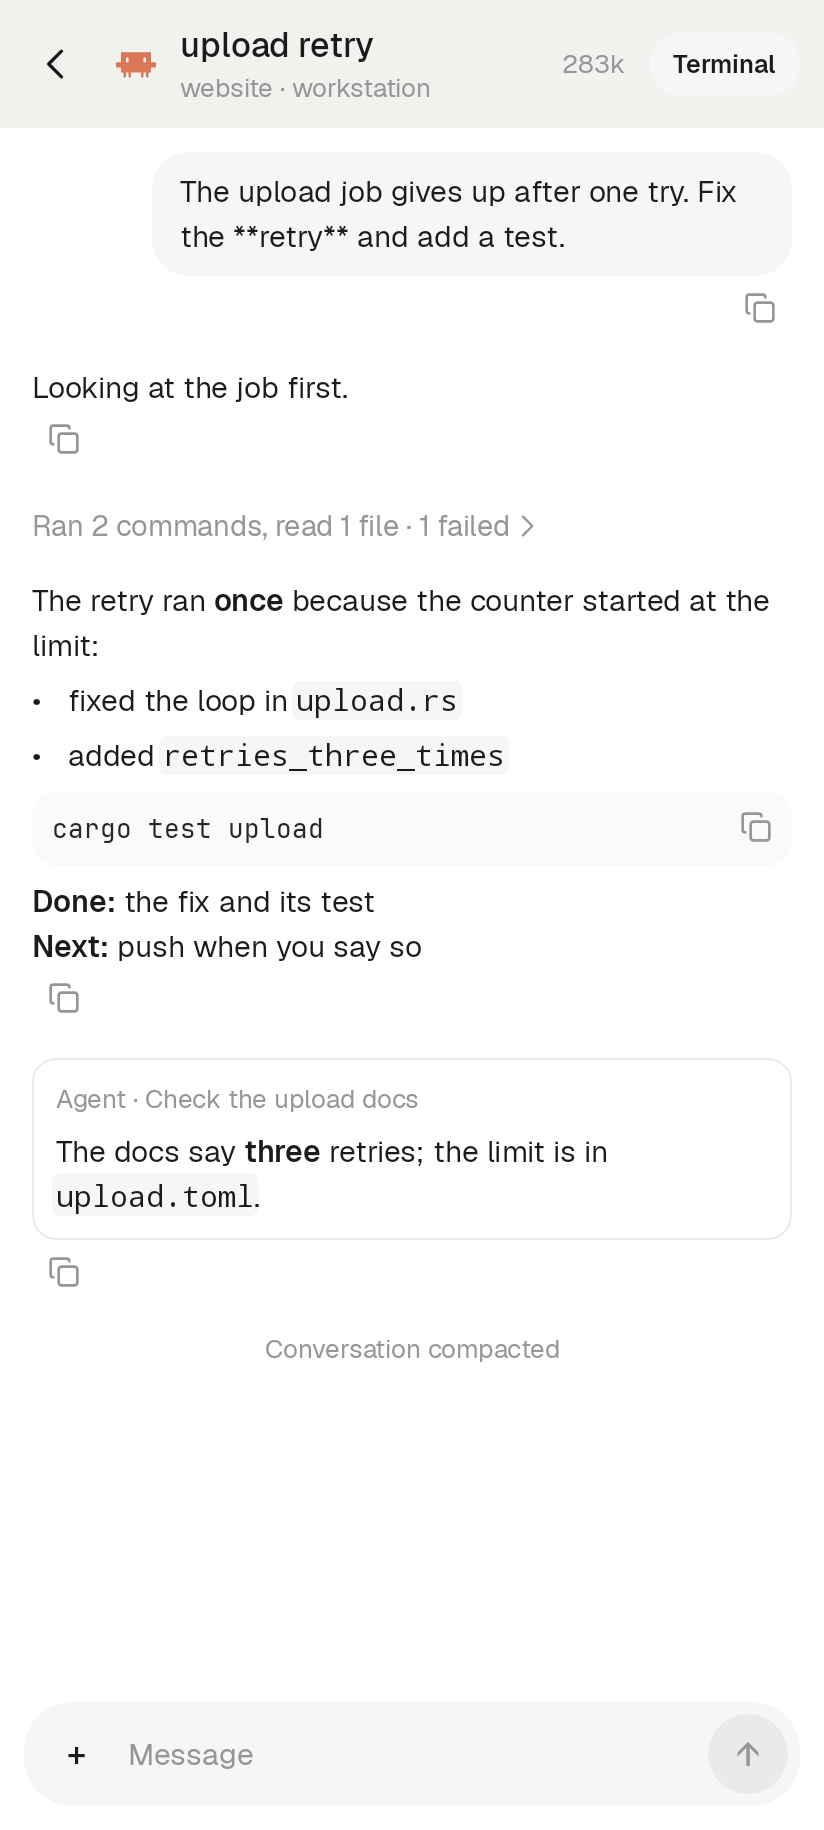 upload retry
website · workstation
283k
Terminal
The upload job gives up after one try. Fix
the **retry** and add a test.
Looking at the job first.
Ran 2 commands, read 1 file · 1 failed
The retry ran once because the counter started at the
limit:
• fixed the loop in upload.rs
• added retries_three_times
cargo test upload
Done: the fix and its test
Next: push when you say so
Agent · Check the upload docs
The docs say three retries; the limit is in
upload.toml.
Conversation compacted
+ Message